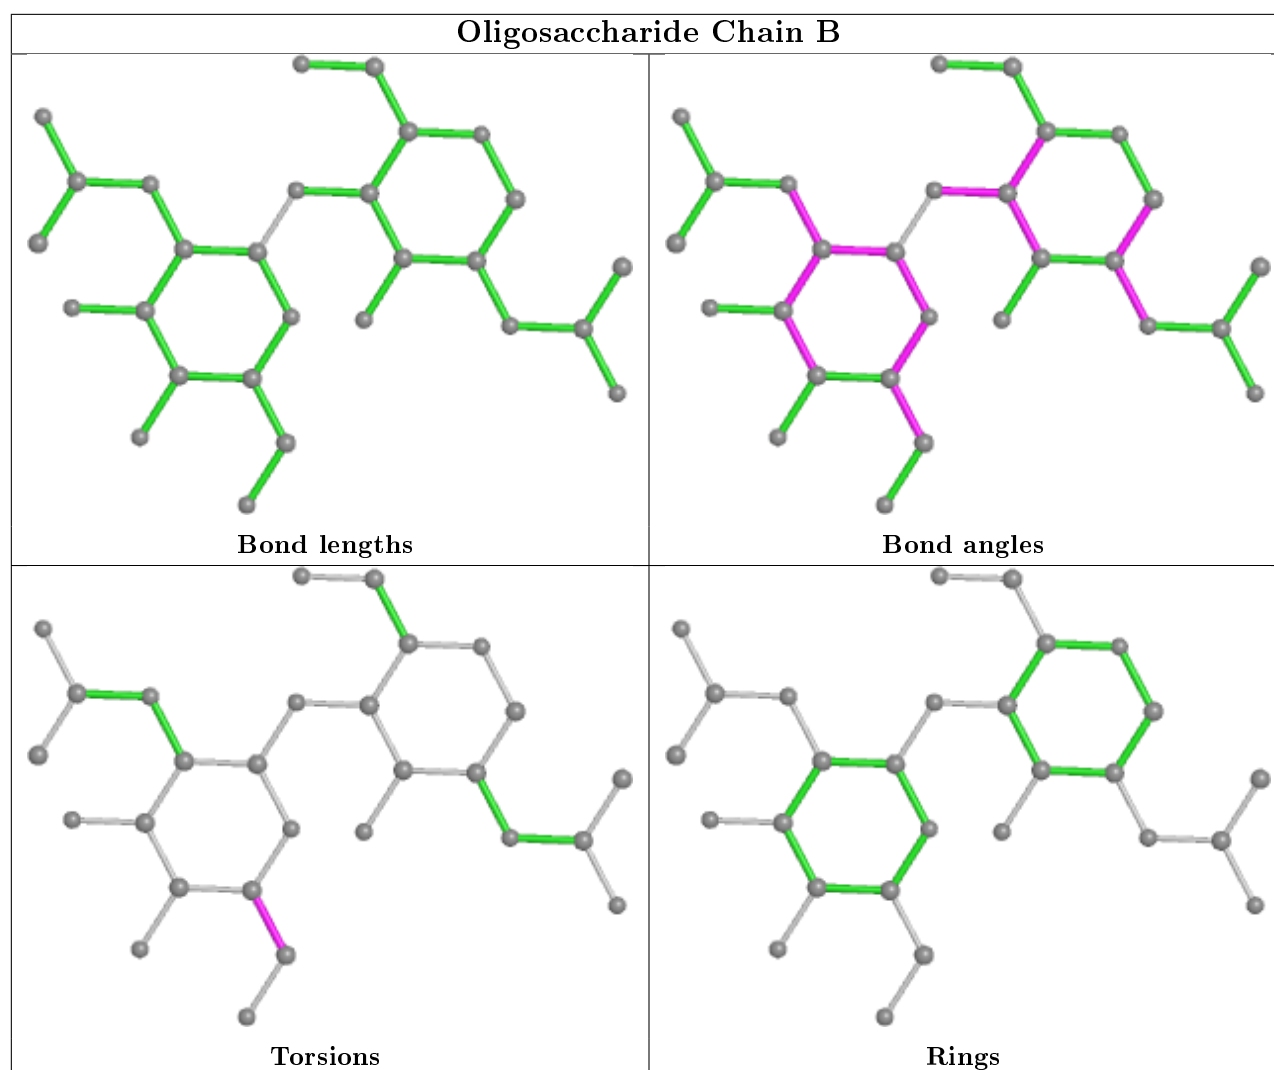 Oligosaccharide Chain B
Bond lengths
Bond angles
Torsions
Rings